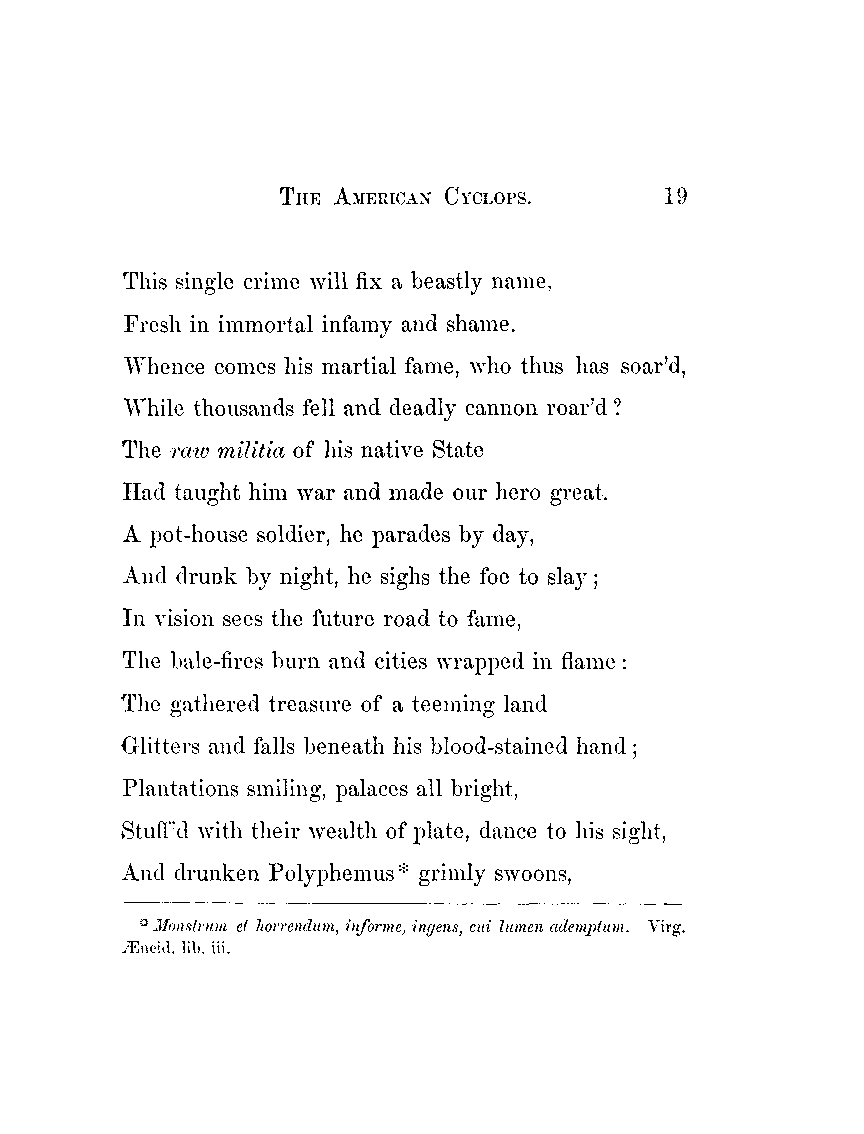 The American Cyclops. 19
This single crime will fix a beastly name,
Fresh in immortal infamy and shame.
Whence comes his martial fame, who thus has soar'd,
While thousands fell and deadly cannon roar'd?
The raw militia of his native State
Had taught him war and made our hero great.
A pot-house soldier, he parades by day,
And drunk by night, he sighs the foe to slay;
In vision sees the future road to fame,
The bale-fires burn and cities wrapped in flame:
The gathered treasure of a teeming land
Glitters and falls beneath his blood-stained hand;
Plantations smiling, palaces all bright,
Stuff'd with their wealth of plate, dance to his sight,
And drunken Polyphemus* grimly swoons,
* Monstrum et horrendum, informe, ingens, cui lumen ademptum. Virg.
Æneid. lib. iii.